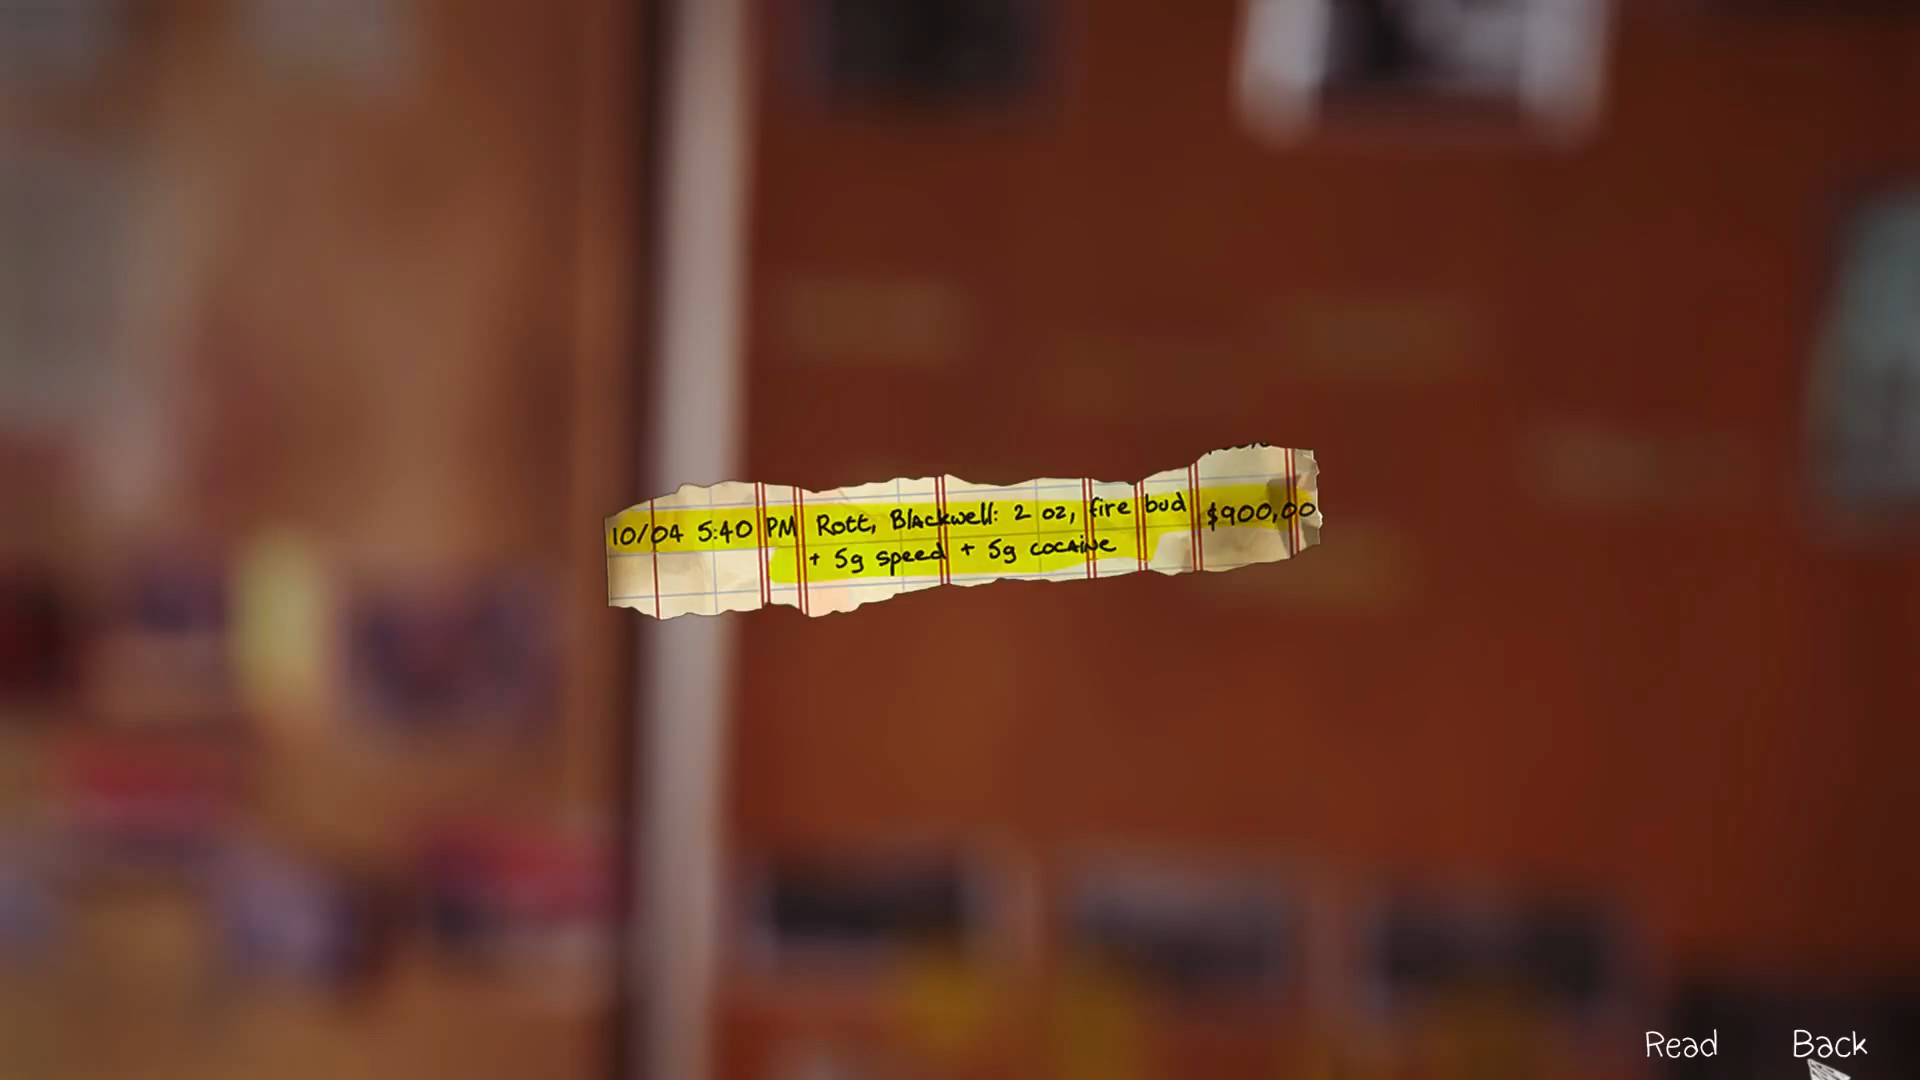 10/04 5:40 PM Rott, Blackwell: 2 oz, fire bud $900,00
+ 5g speed + 5g cocaine
Read Back